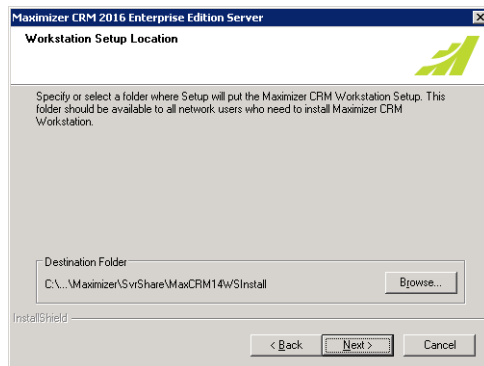 Maximizer CRM 2016 Enterprise Edition Server
Workstation Setup Location
Specify or select a folder where Setup will put the Maximizer CRM Workstation Setup. This
folder should be available to all network users who need to install Maximizer CRM
Workstation.
Destination Folder
C:\...\Maximizer\SvrShare\MaxCRM14WSInstall
Browse...
InstallShield
< Back
Next >
Cancel